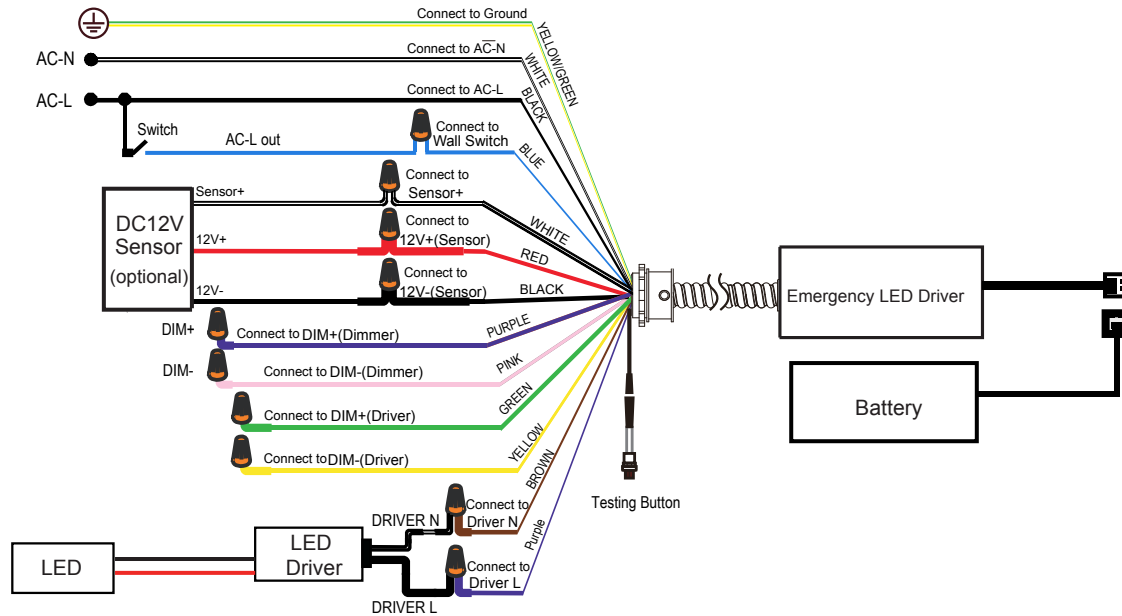 Connect to Ground
YELLOW/GREEN
AC-N
Connect to AC-N
WHITE
AC-L
Connect to AC-L
BLACK
Switch
AC-L out
Connect to
Wall Switch
BLUE
DC12V
Sensor
(optional)
Sensor+
Connect to
Sensor+
WHITE
12V+
Connect to
12V+(Sensor)
RED
12V-
Connect to
12V-(Sensor)
BLACK
DIM+
Connect to DIM+(Dimmer)
PURPLE
DIM-
Connect to DIM-(Dimmer)
PINK
Connect to DIM+(Driver)
GREEN
Connect to DIM-(Driver)
YELLOW
BROWN
Purple
Testing Button
Emergency LED Driver
Battery
DRIVER N
Connect to
Driver N
LED
LED
Driver
DRIVER L
Connect to
Driver L